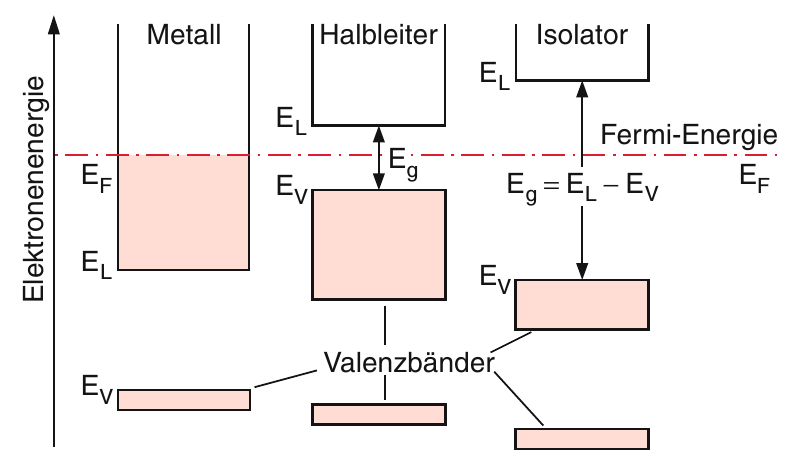 Elektronenenergie
Metall
Halbleiter
Isolator
E_L
E_L
Fermi-Energie
E_g
E_F
E_V
E_g = E_L − E_V
E_F
E_L
E_V
Valenzbänder
E_V